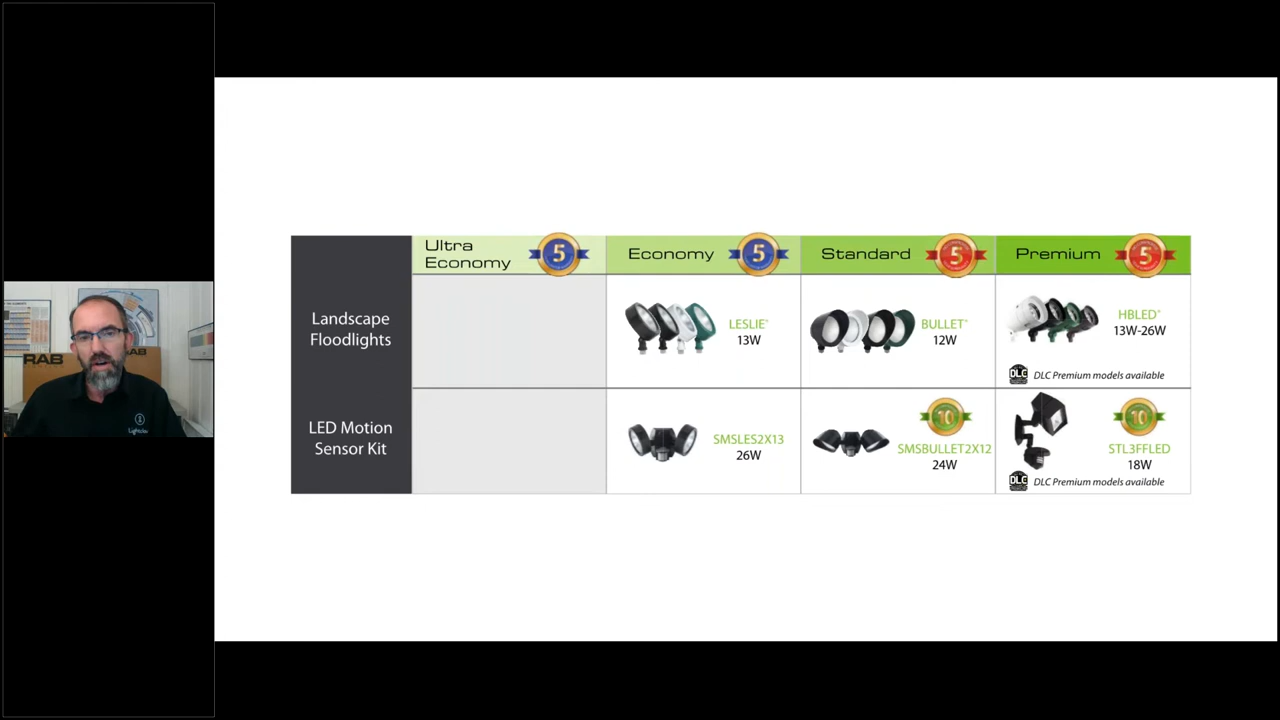 Ultra
Economy
5
Economy
5
Standard
5
Premium
5
Landscape
Floodlights
LESLIE®
13W
BULLET®
12W
HBLED®
13W-26W
DLC
DLC Premium models available
LED Motion
Sensor Kit
SMSLES2X13
26W
10
SMSBULLET2X12
24W
10
STL3FFLED
18W
DLC
DLC Premium models available
RAB
RAB